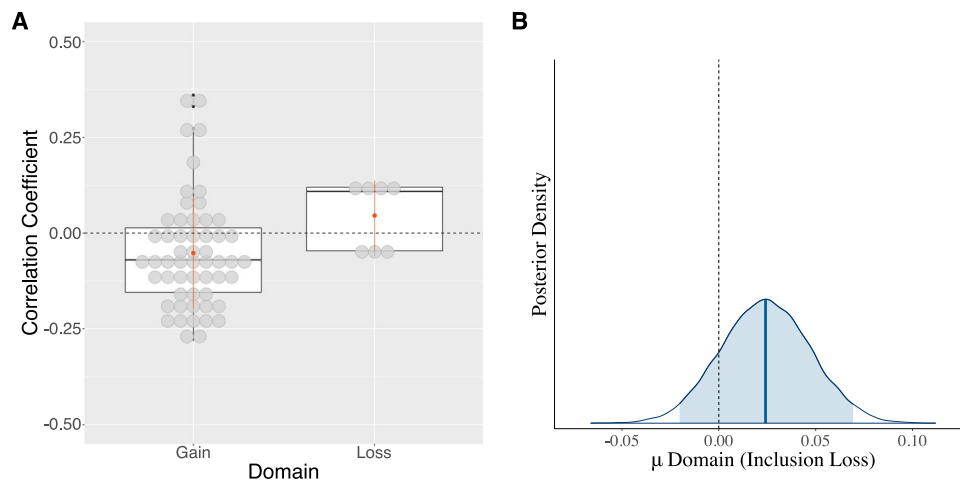 A
Correlation Coefficient
0.50
0.25
0.00
-0.25
-0.50
Gain
Loss
Domain
B
Posterior Density
-0.05
0.00
0.05
0.10
μ Domain (Inclusion Loss)